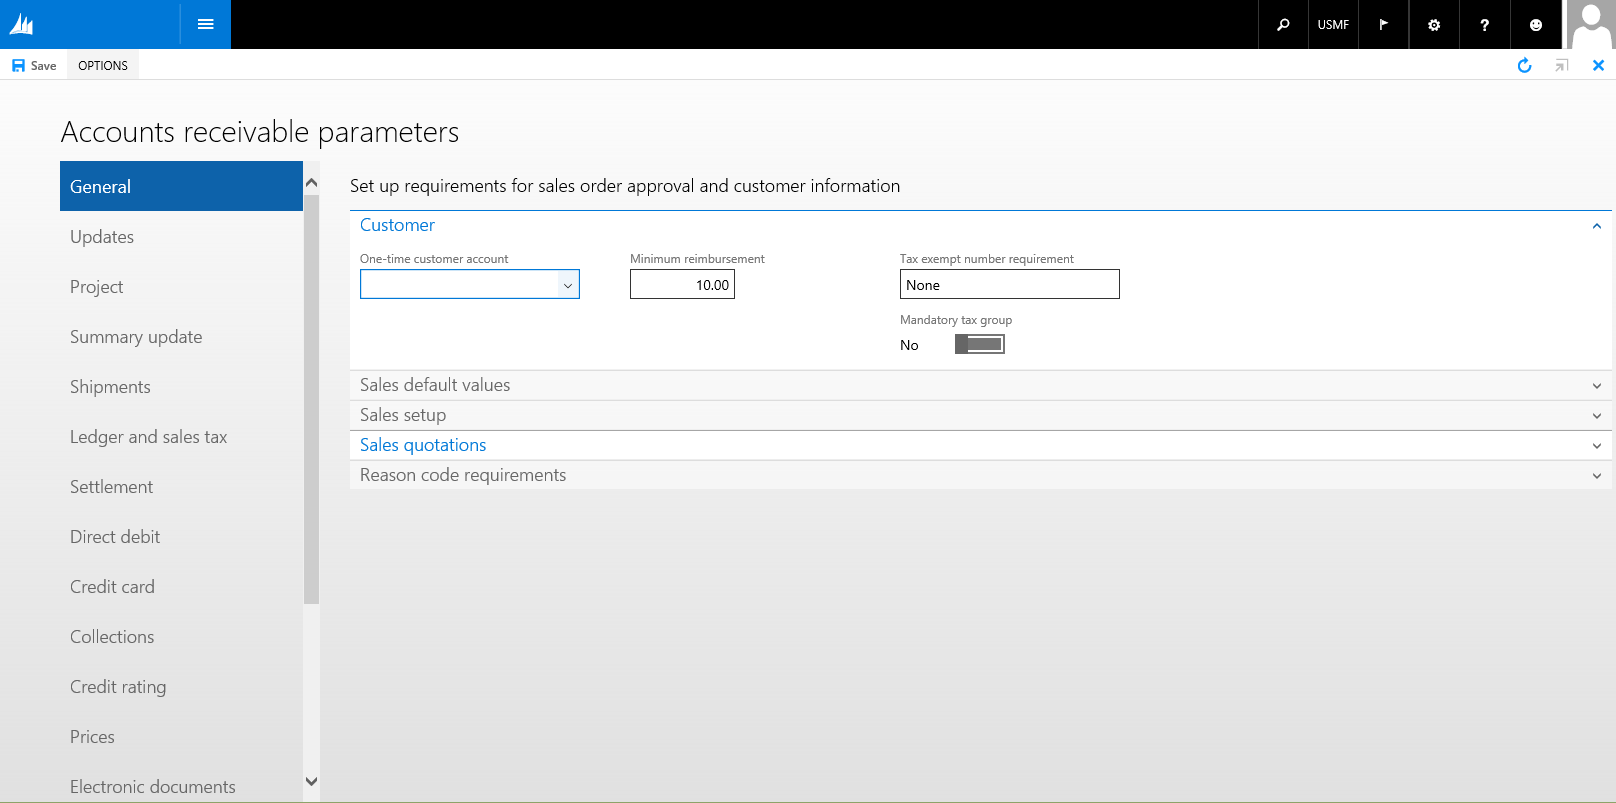 USMF
?
Save
OPTIONS
Accounts receivable parameters
General
Updates
Project
Summary update
Shipments
Ledger and sales tax
Settlement
Direct debit
Credit card
Collections
Credit rating
Prices
Electronic documents
Set up requirements for sales order approval and customer information
Customer
One-time customer account
Minimum reimbursement
10.00
Tax exempt number requirement
None
Mandatory tax group
No
Sales default values
Sales setup
Sales quotations
Reason code requirements